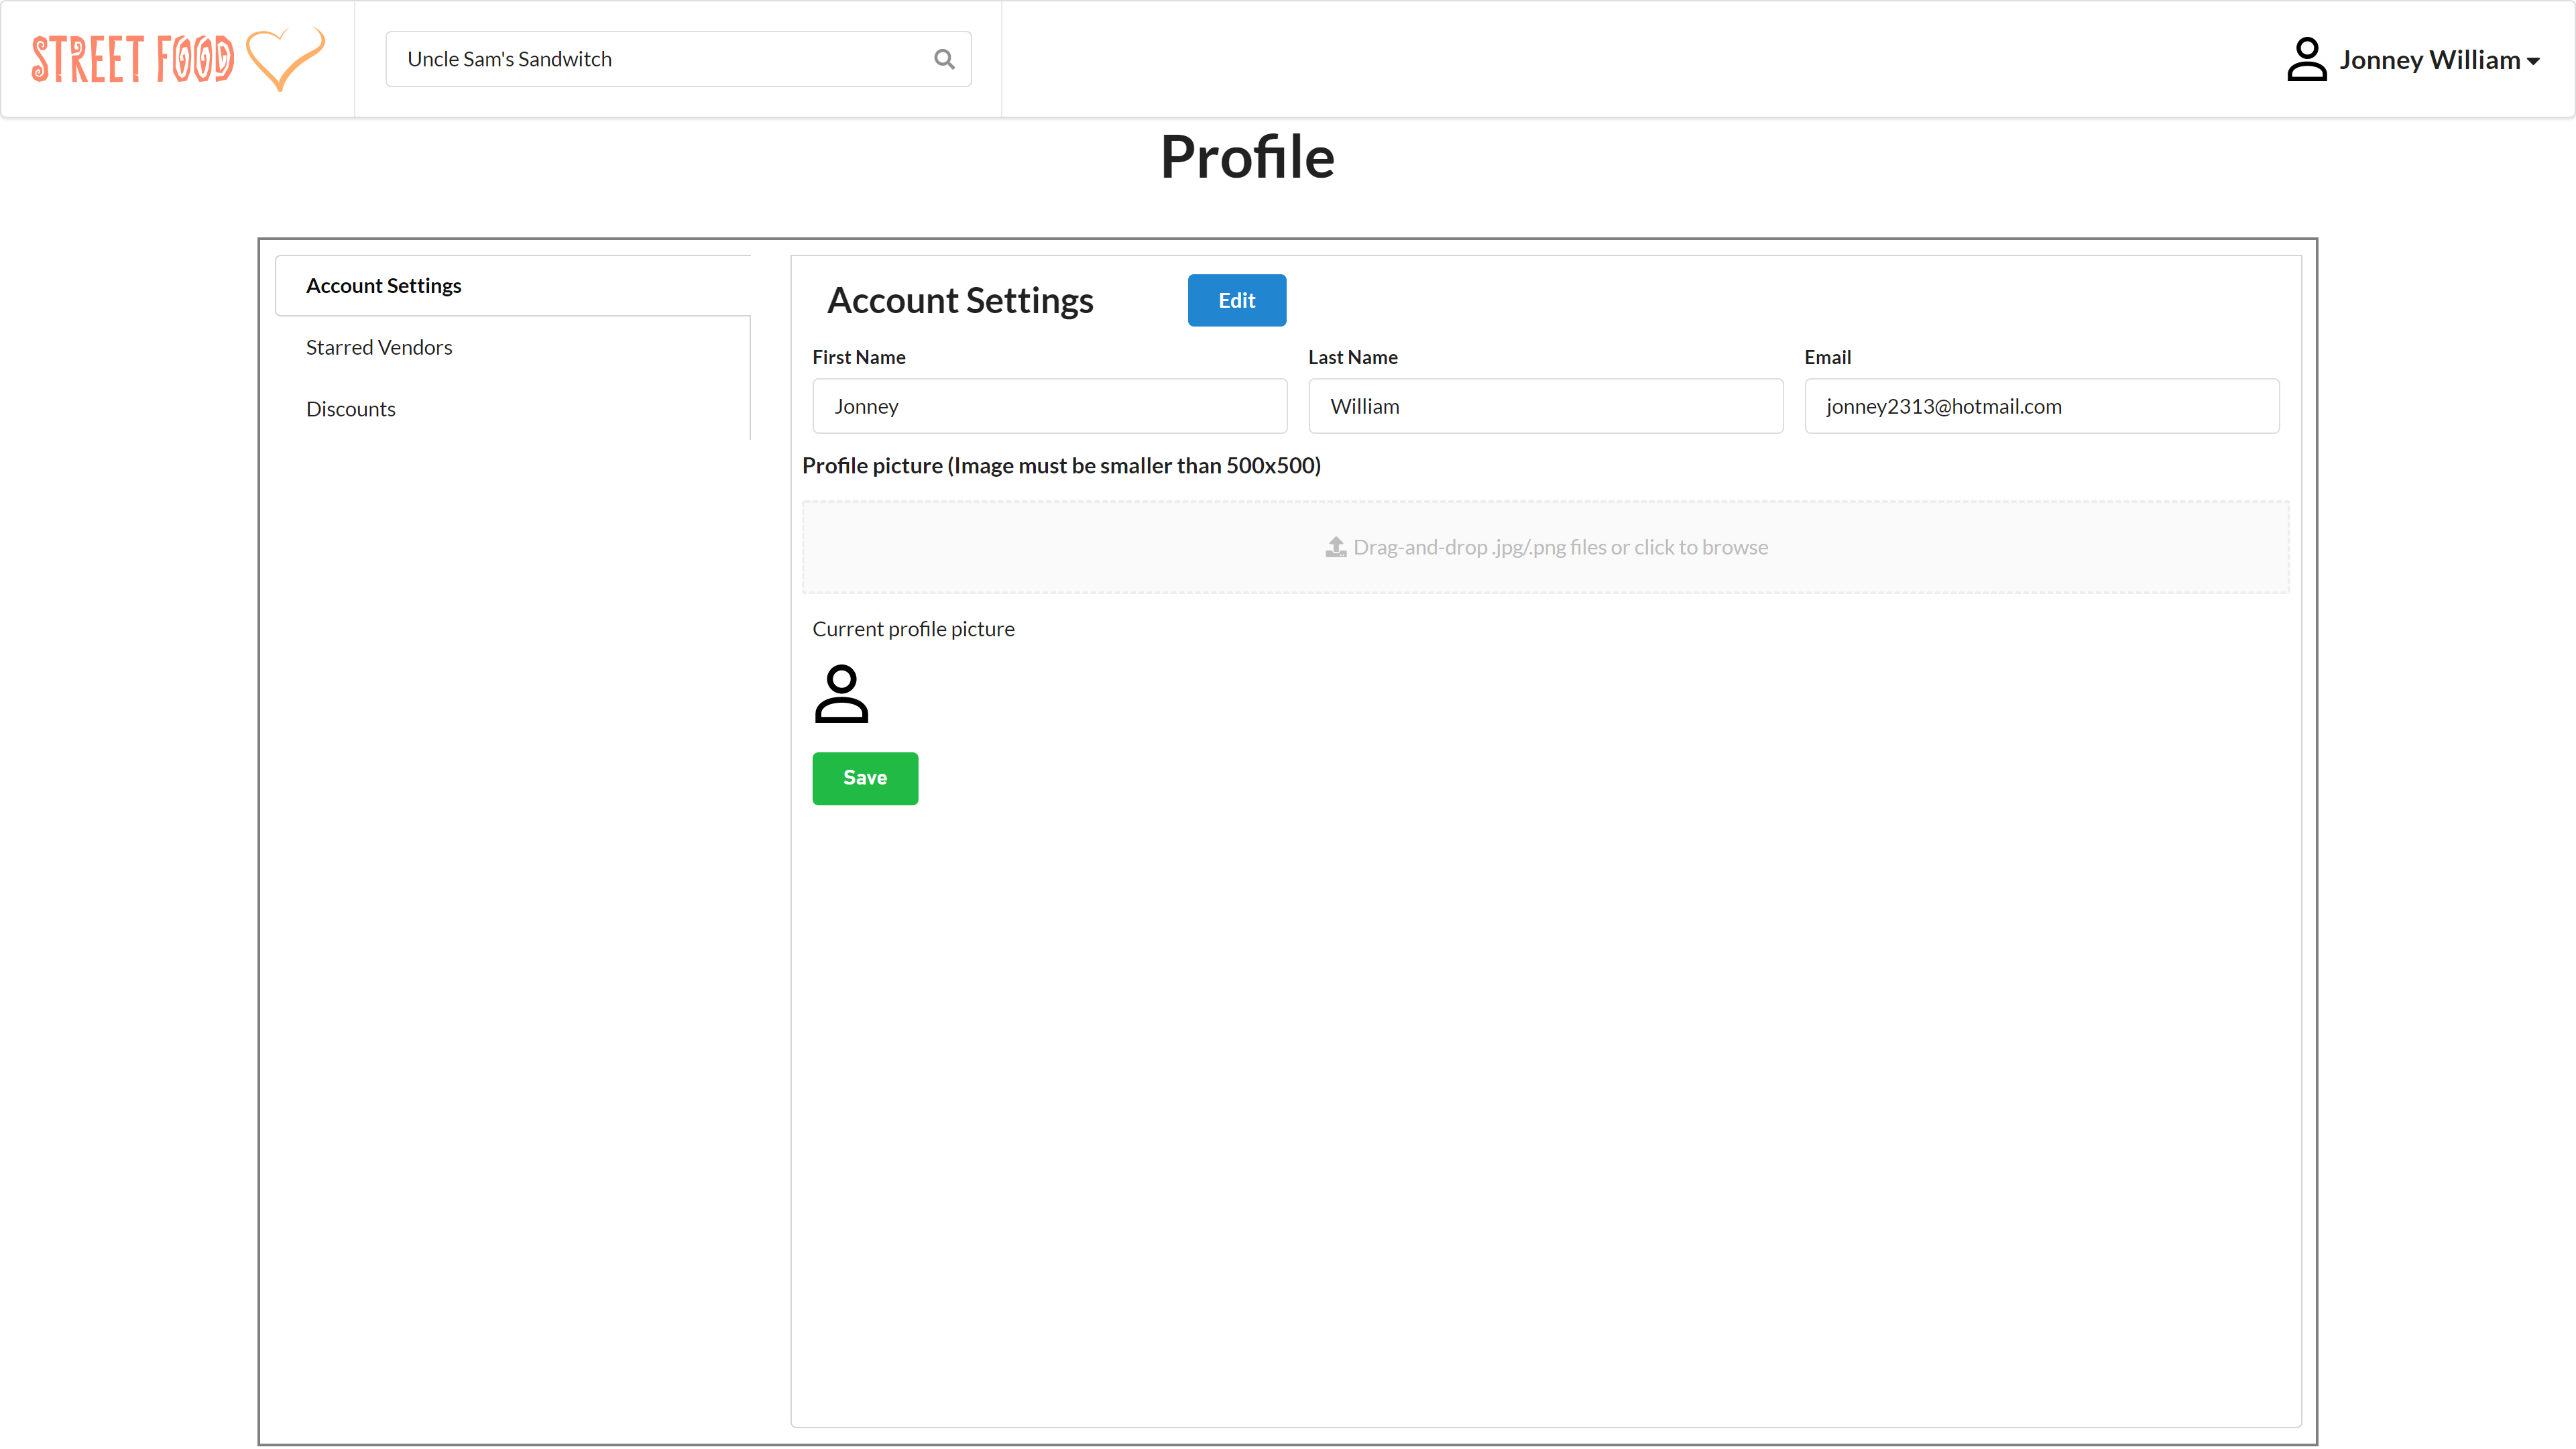 STREET FOOD
Uncle Sam's Sandwitch
Jonney William
Profile
Account Settings
Starred Vendors
Discounts
Account Settings
Edit
First Name
Last Name
Email
Jonney
William
jonney2313@hotmail.com
Profile picture (Image must be smaller than 500x500)
Drag-and-drop .jpg/.png files or click to browse
Current profile picture
Save